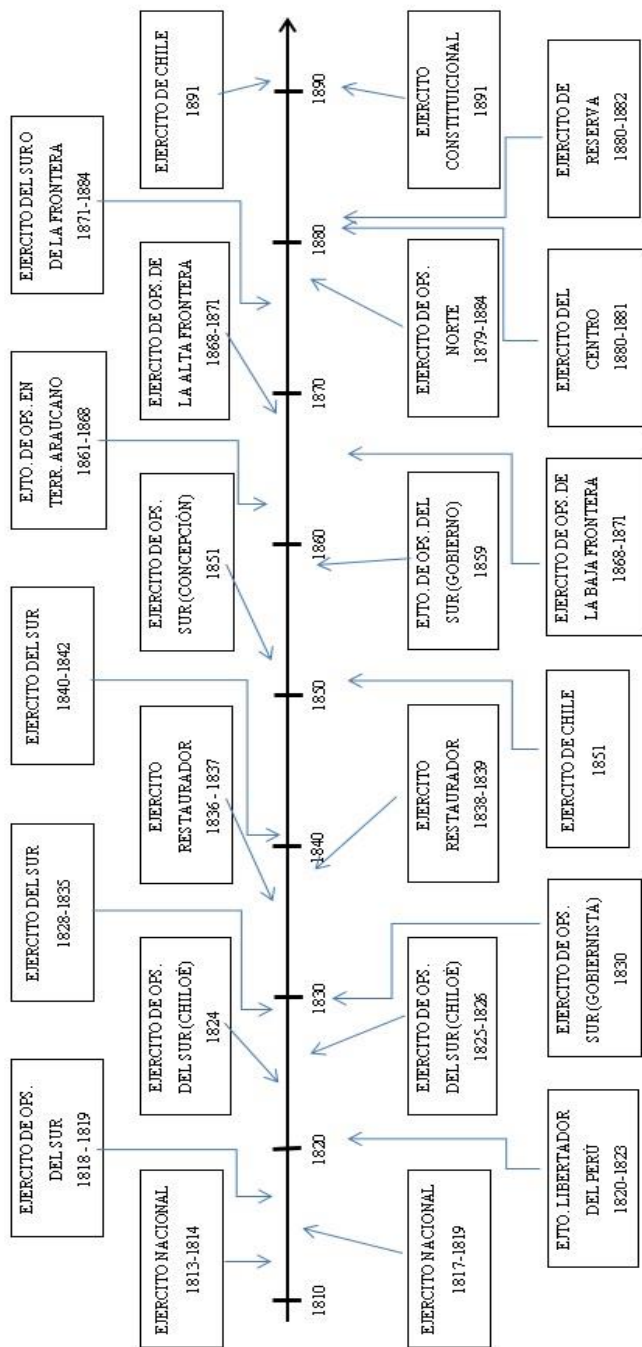 EJERCITO DE OPS.
DEL SUR
1818 - 1819
EJERCITO DEL SUR
1828-1835
EJERCITO DEL SUR
1840-1842
EJTO. DE OPS. EN
TERR. ARAUCANO
1861-1868
EJERCITO DEL SUR O
DE LA FRONTERA
1871-1884
EJERCITO NACIONAL
1813-1814
EJERCITO DE OPS.
DEL SUR (CHILOÉ)
1824
EJERCITO
RESTAURADOR
1836 - 1837
EJERCITO DE OPS.
SUR (CONCEPCIÓN)
1851
EJERCITO DE OPS. DE
LA ALTA FRONTERA
1868-1871
EJERCITO DE CHILE
1891
1810
1820
1830
1840
1850
1860
1870
1880
1890
EJERCITO NACIONAL
1817-1819
EJERCITO DE OPS.
DEL SUR (CHILOÉ)
1825-1826
EJERCITO
RESTAURADOR
1838-1839
EJTO. DE OPS. DEL
SUR (GOBIERNO)
1859
EJERCITO DE OPS.
NORTE
1879-1884
EJERCITO
CONSTITUICIONAL
1891
EJTO. LIBERTADOR
DEL PERÚ
1820-1823
EJERCITO DE OPS.
SUR (GOBIERNISTA)
1830
EJERCITO DE CHILE
1851
EJERCITO DE OPS. DE
LA BAJA FRONTERA
1868-1871
EJERCITO DEL
CENTRO
1880-1881
EJERCITO DE
RESERVA
1880-1882